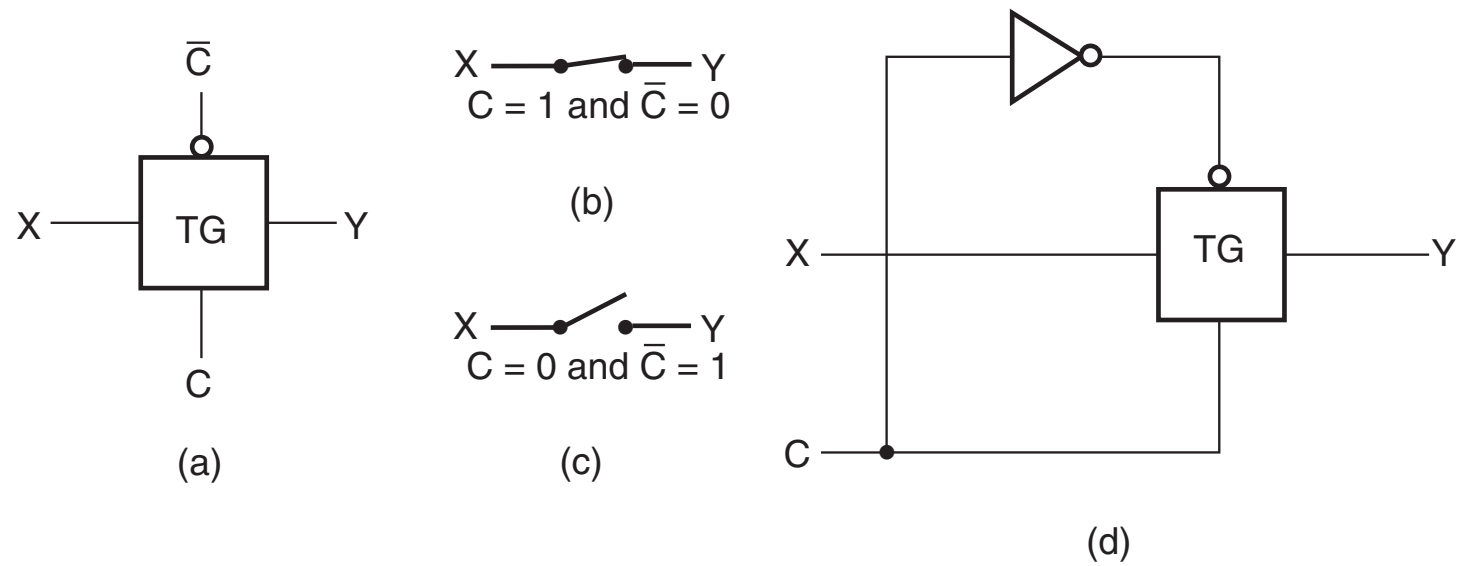 C̅
X
TG
Y
C
(a)
X
Y
C = 1 and C̅ = 0
(b)
X
Y
C = 0 and C̅ = 1
(c)
X
TG
Y
C
(d)